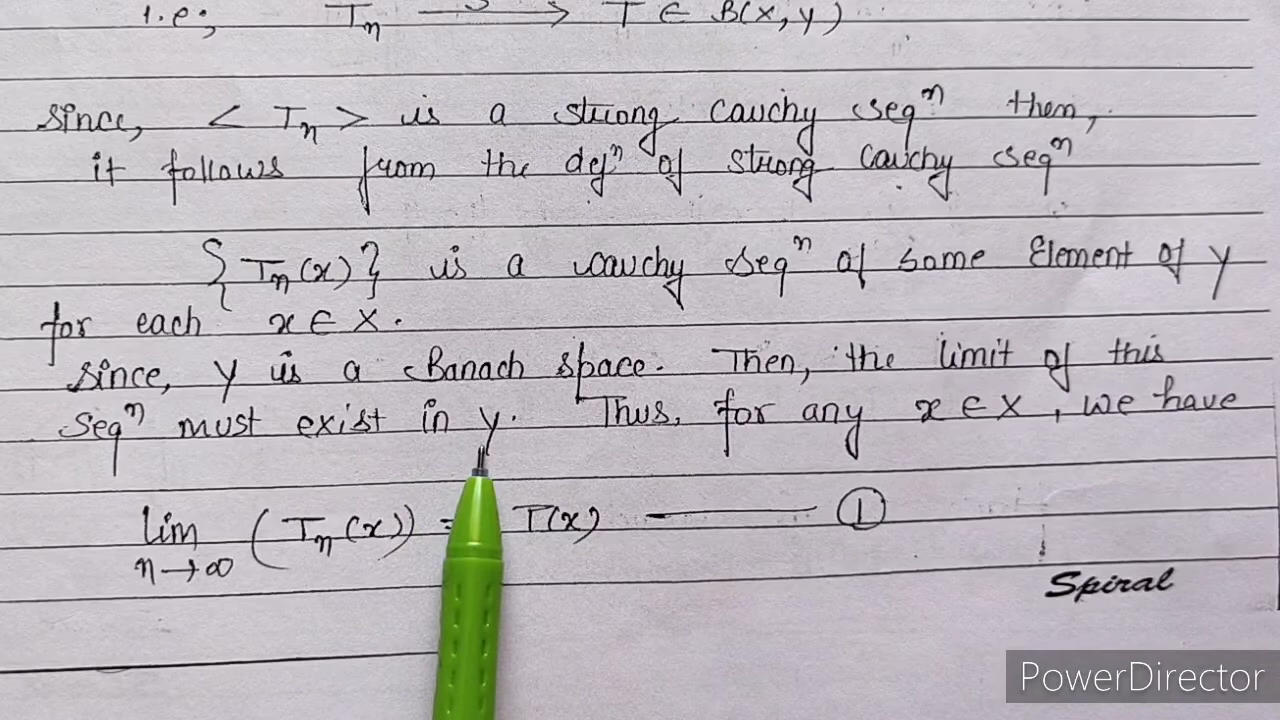 i.e; Tₙ → T ∈ B(X, Y)
Since, < Tₙ > is a strong cauchy seqⁿ then,
it follows from the defⁿ of strong cauchy seqⁿ
{Tₙ(x)} is a cauchy seqⁿ of some Element of Y
for each x ∈ X.
Since, Y is a Banach space. Then, the limit of this
seqⁿ must exist in Y. Thus, for any x ∈ X, we have
lim (Tₙ(x)) = T(x) ——— ①
n→∞
Spiral
PowerDirector